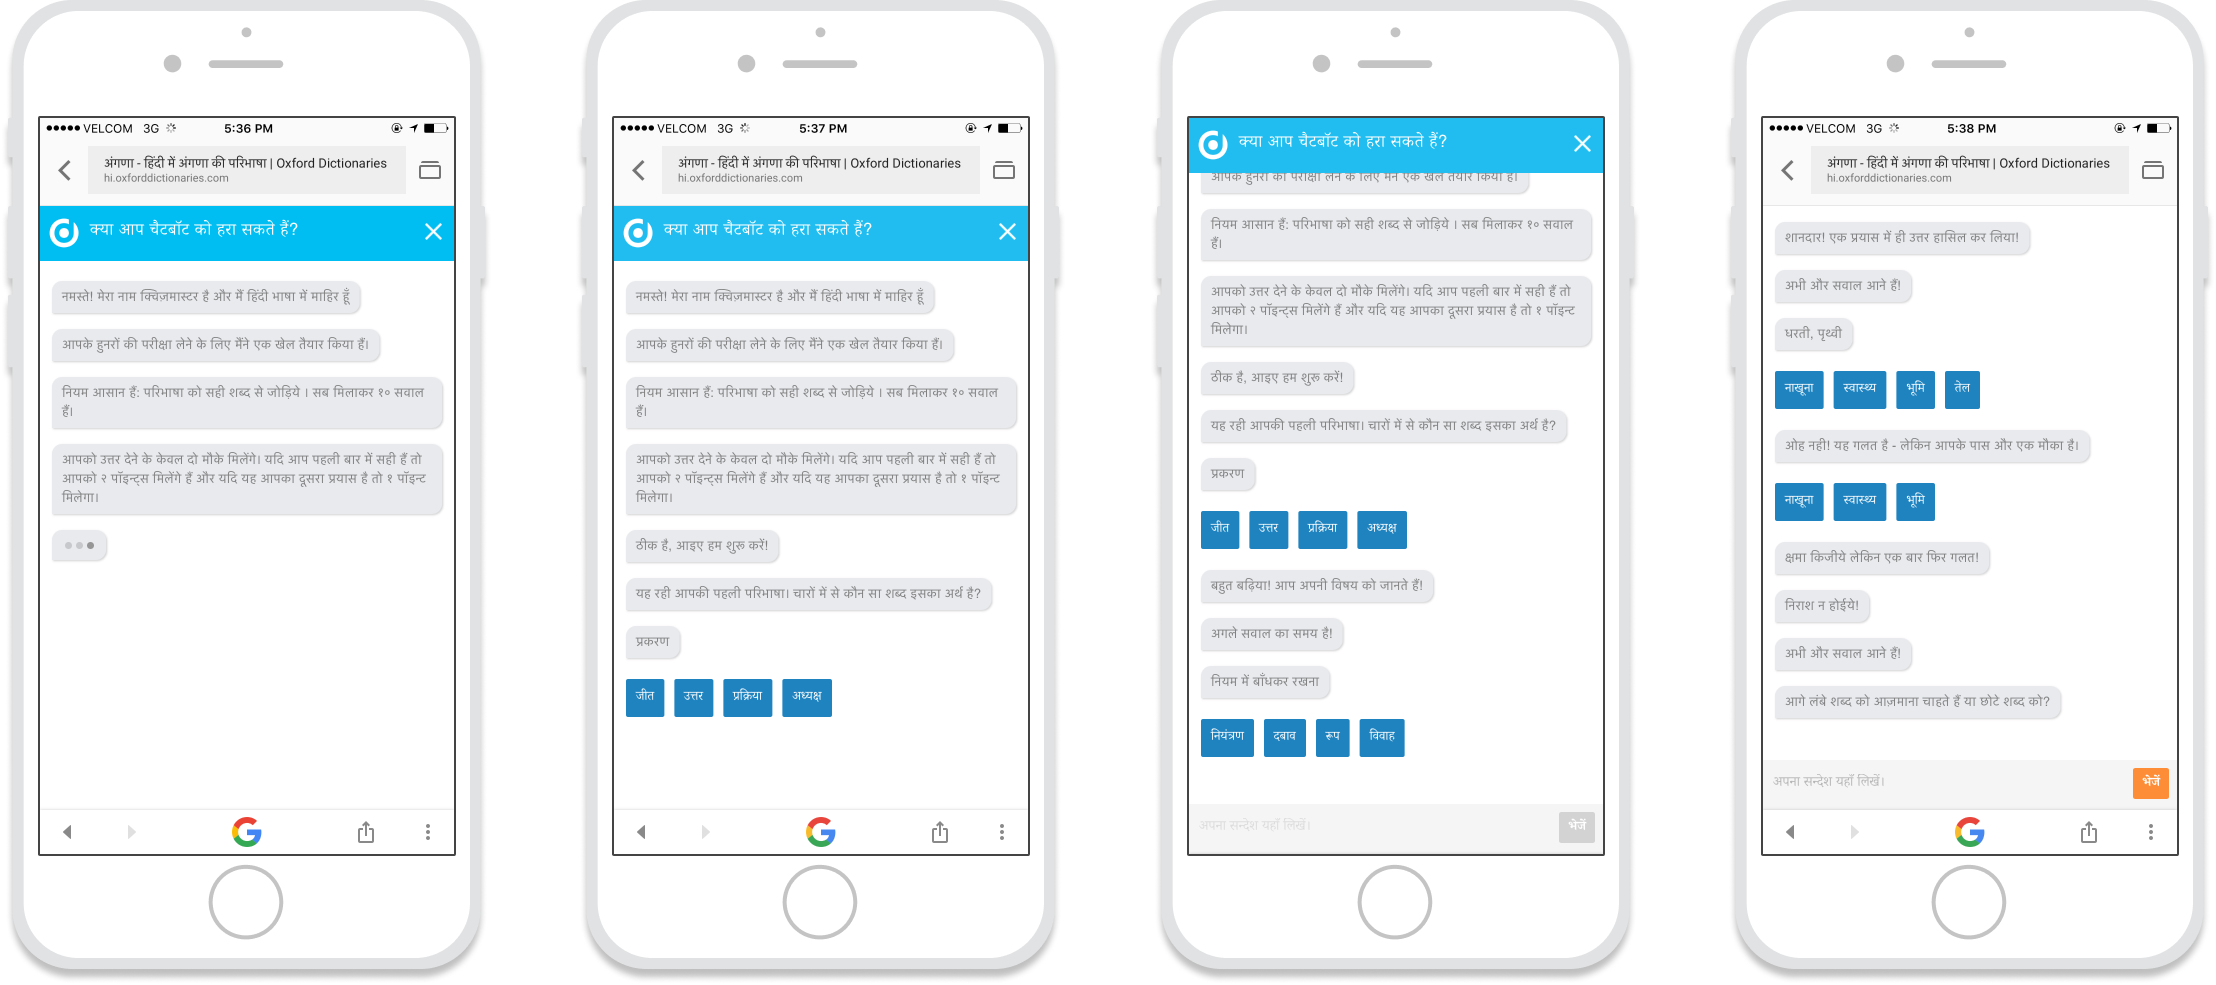 VELCOM 3G 5:36 PM
अंगणा - हिंदी में अंगणा की परिभाषा | Oxford Dictionaries
hi.oxforddictionaries.com
क्या आप चैटबॉट को हरा सकते हैं?
नमस्ते! मेरा नाम क्विज़मास्टर है और मैं हिंदी भाषा में माहिर हूँ
आपके हुनरों की परीक्षा लेने के लिए मैंने एक खेल तैयार किया हैं।
नियम आसान हैं: परिभाषा को सही शब्द से जोड़िये । सब मिलाकर १० सवाल
हैं।
आपको उत्तर देने के केवल दो मौके मिलेंगे। यदि आप पहली बार में सही हैं तो
आपको २ पॉइन्ट्स मिलेंगे हैं और यदि यह आपका दूसरा प्रयास है तो १ पॉइन्ट
मिलेगा।
VELCOM 3G 5:37 PM
अंगणा - हिंदी में अंगणा की परिभाषा | Oxford Dictionaries
hi.oxforddictionaries.com
क्या आप चैटबॉट को हरा सकते हैं?
नमस्ते! मेरा नाम क्विज़मास्टर है और मैं हिंदी भाषा में माहिर हूँ
आपके हुनरों की परीक्षा लेने के लिए मैंने एक खेल तैयार किया हैं।
नियम आसान हैं: परिभाषा को सही शब्द से जोड़िये । सब मिलाकर १० सवाल
हैं।
आपको उत्तर देने के केवल दो मौके मिलेंगे। यदि आप पहली बार में सही हैं तो
आपको २ पॉइन्ट्स मिलेंगे हैं और यदि यह आपका दूसरा प्रयास है तो १ पॉइन्ट
मिलेगा।
ठीक है, आइए हम शुरू करें!
यह रही आपकी पहली परिभाषा। चारों में से कौन सा शब्द इसका अर्थ है?
प्रकरण
जीत उत्तर प्रक्रिया अध्यक्ष
क्या आप चैटबॉट को हरा सकते हैं?
आपके हुनरों की परीक्षा लेने के लिए मैंने एक खेल तैयार किया हैं।
नियम आसान हैं: परिभाषा को सही शब्द से जोड़िये । सब मिलाकर १० सवाल
हैं।
आपको उत्तर देने के केवल दो मौके मिलेंगे। यदि आप पहली बार में सही हैं तो
आपको २ पॉइन्ट्स मिलेंगे हैं और यदि यह आपका दूसरा प्रयास है तो १ पॉइन्ट
मिलेगा।
ठीक है, आइए हम शुरू करें!
यह रही आपकी पहली परिभाषा। चारों में से कौन सा शब्द इसका अर्थ है?
प्रकरण
जीत उत्तर प्रक्रिया अध्यक्ष
बहुत बढ़िया! आप अपनी विषय को जानते हैं!
अगले सवाल का समय है!
नियम में बाँधकर रखना
नियंत्रण दबाव रूप विवाह
अपना सन्देश यहाँ लिखें। भेजें
VELCOM 3G 5:38 PM
अंगणा - हिंदी में अंगणा की परिभाषा | Oxford Dictionaries
hi.oxforddictionaries.com
शानदार! एक प्रयास में ही उत्तर हासिल कर लिया!
अभी और सवाल आने हैं!
धरती, पृथ्वी
नाखूना स्वास्थ्य भूमि तेल
ओह नही! यह गलत है - लेकिन आपके पास और एक मौका है।
नाखूना स्वास्थ्य भूमि
क्षमा किजीये लेकिन एक बार फिर गलत!
निराश न होईये!
अभी और सवाल आने हैं!
आगे लंबे शब्द को आज़माना चाहते हैं या छोटे शब्द को?
अपना सन्देश यहाँ लिखें। भेजें